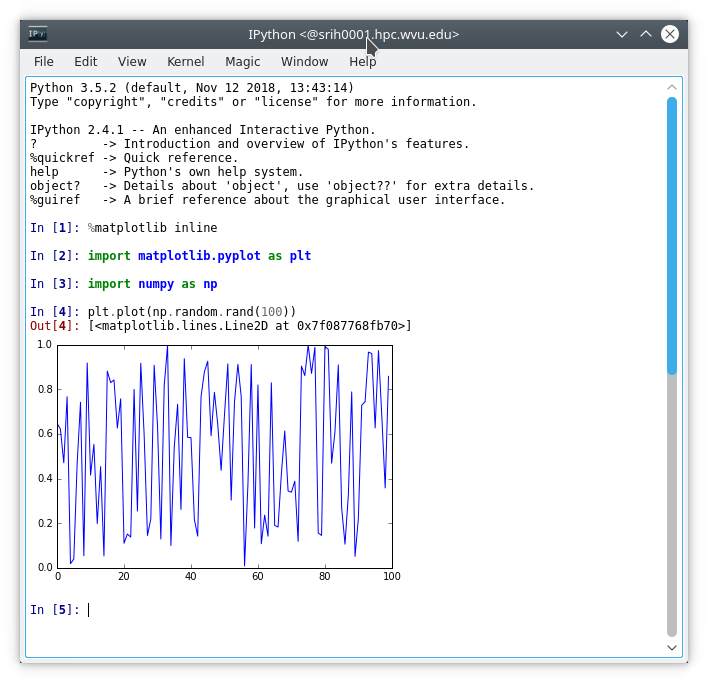 IPy
IPython <@srih0001.hpc.wvu.edu>
File Edit View Kernel Magic Window Help
Python 3.5.2 (default, Nov 12 2018, 13:43:14)
Type "copyright", "credits" or "license" for more information.
IPython 2.4.1 -- An enhanced Interactive Python.
?         -> Introduction and overview of IPython's features.
%quickref -> Quick reference.
help      -> Python's own help system.
object?   -> Details about 'object', use 'object??' for extra details.
%guiref   -> A brief reference about the graphical user interface.
In [1]: %matplotlib inline
In [2]: import matplotlib.pyplot as plt
In [3]: import numpy as np
In [4]: plt.plot(np.random.rand(100))
Out[4]: [<matplotlib.lines.Line2D at 0x7f087768fb70>]
1.0
0.8
0.6
0.4
0.2
0.0
0 20 40 60 80 100
In [5]: